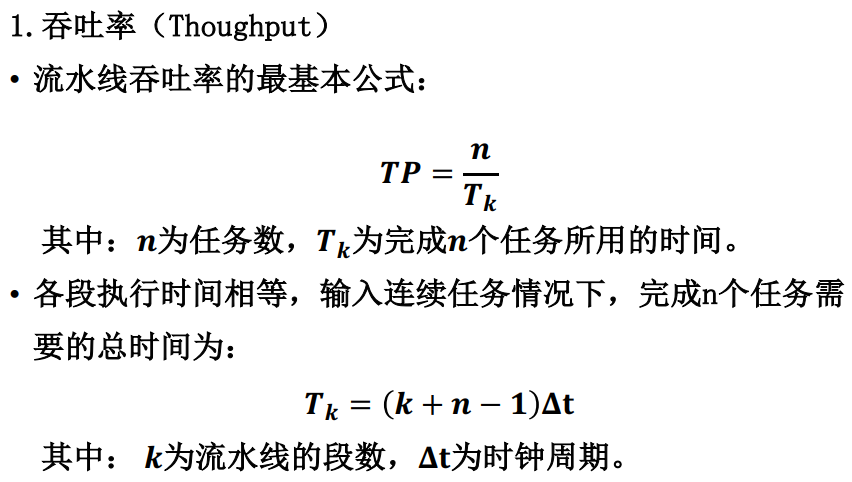 1. 吞吐率（Thoughput）
• 流水线吞吐率的最基本公式：
TP = n / T_k
其中：n为任务数，T_k为完成n个任务所用的时间。
• 各段执行时间相等，输入连续任务情况下，完成n个任务需
要的总时间为：
T_k = (k + n − 1)Δt
其中： k为流水线的段数，Δt为时钟周期。